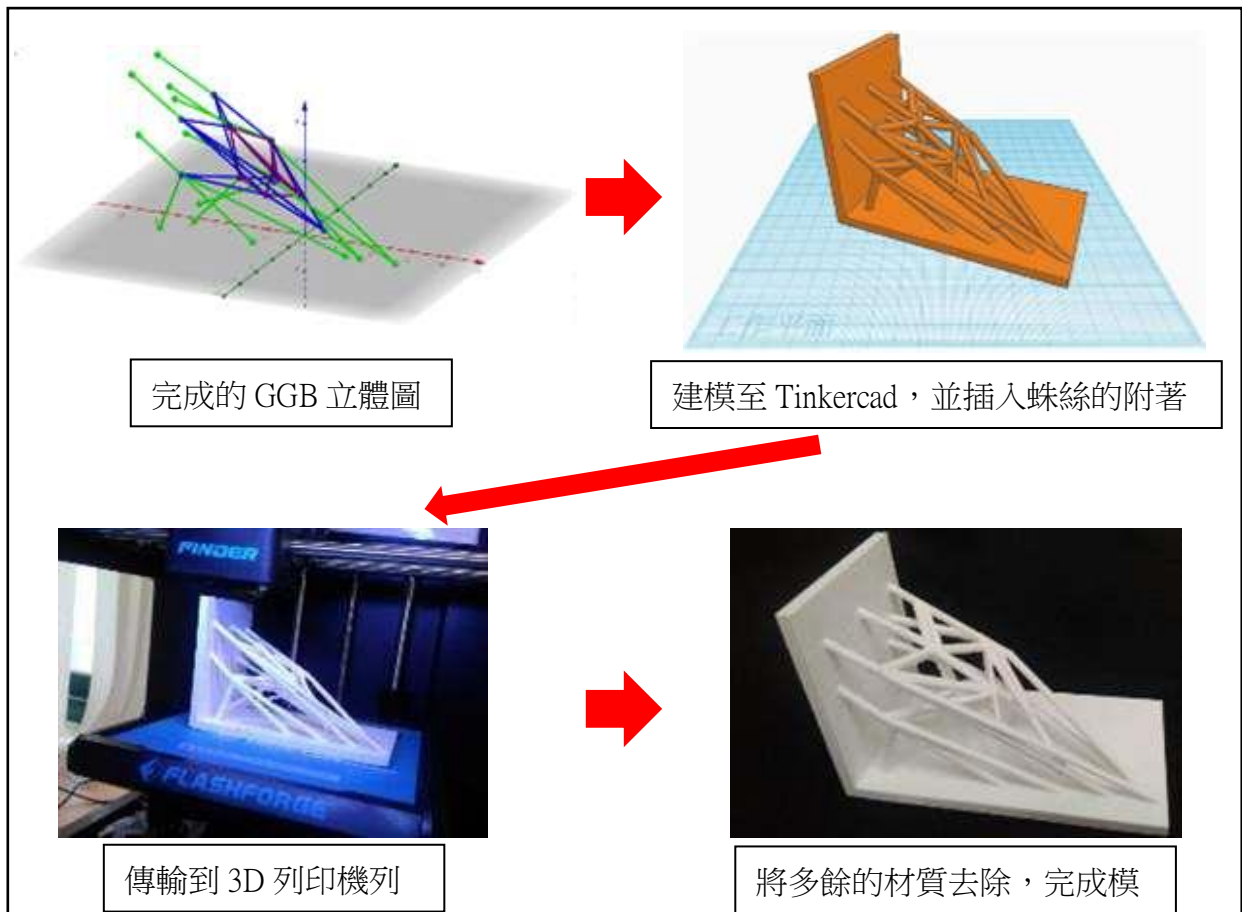 完成的 GGB 立體圖
建模至 Tinkercad，並插入蛛絲的附著
FINDER
FLASHFORGE
傳輸到 3D 列印機列
將多餘的材質去除，完成模